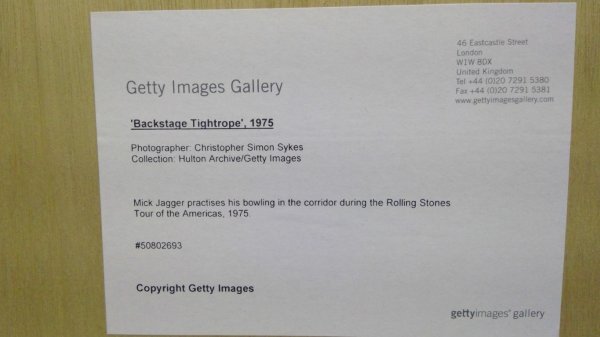 46 Eastcastle Street
London
W1W 8DX
United Kingdom
Tel +44 (0)20 7291 5380
Fax +44 (0)20 7291 5381
www.gettyimagesgallery.com
Getty Images Gallery
'Backstage Tightrope', 1975
Photographer: Christopher Simon Sykes
Collection: Hulton Archive/Getty Images
Mick Jagger practises his bowling in the corridor during the Rolling Stones
Tour of the Americas, 1975.
#50802693
Copyright Getty Images
gettyimages® gallery